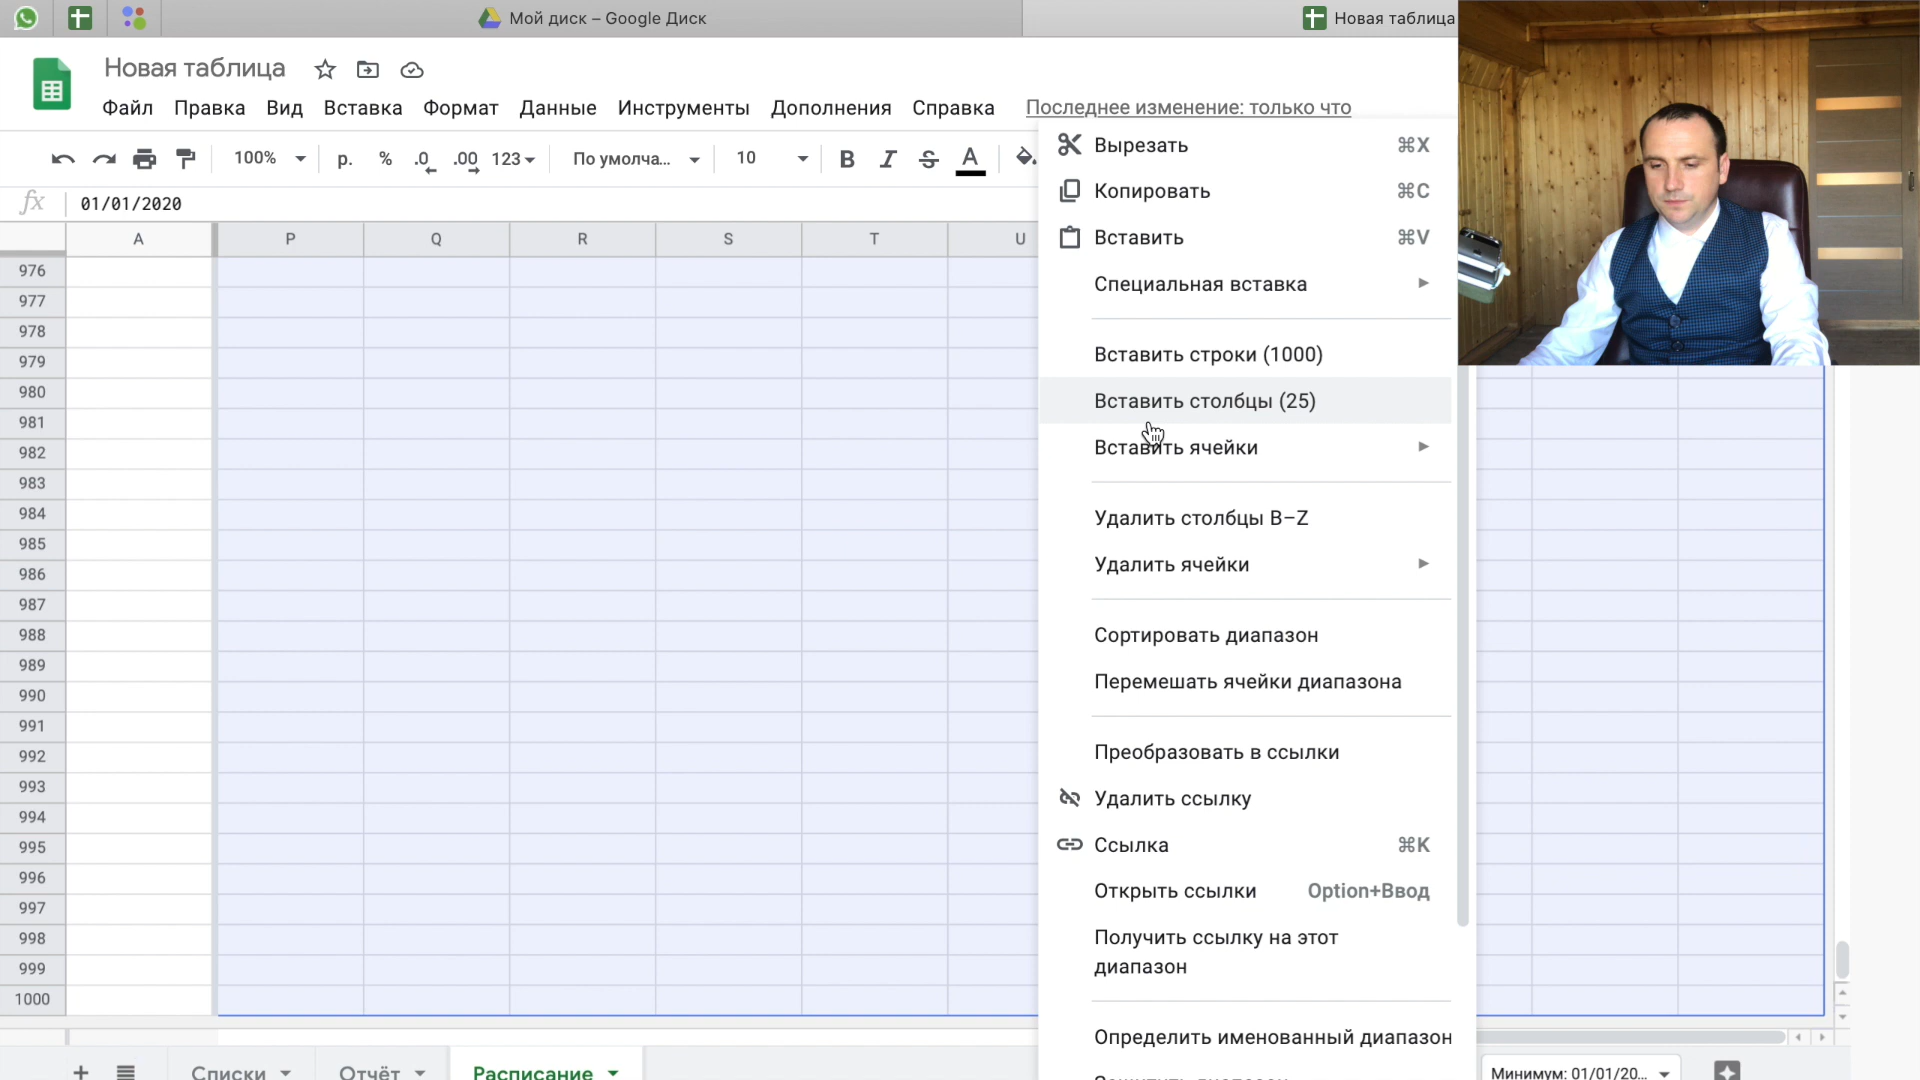 Мой диск – Google Диск
Новая таблица
Новая таблица
Файл Правка Вид Вставка Формат Данные Инструменты Дополнения Справка Последнее изменение: только что
100% р. % .0 .00 123 По умолча... 10 B I S A
fx 01/01/2020
A P Q R S T U
976
977
978
979
980
981
982
983
984
985
986
987
988
989
990
991
992
993
994
995
996
997
998
999
1000
Вырезать ⌘X
Копировать ⌘C
Вставить ⌘V
Специальная вставка
Вставить строки (1000)
Вставить столбцы (25)
Вставить ячейки
Удалить столбцы B–Z
Удалить ячейки
Сортировать диапазон
Перемешать ячейки диапазона
Преобразовать в ссылки
Удалить ссылку
Ссылка ⌘K
Открыть ссылки Option+Ввод
Получить ссылку на этот
диапазон
Определить именованный диапазон
Списки Отчёт Расписание
Минимум: 01/01/20...